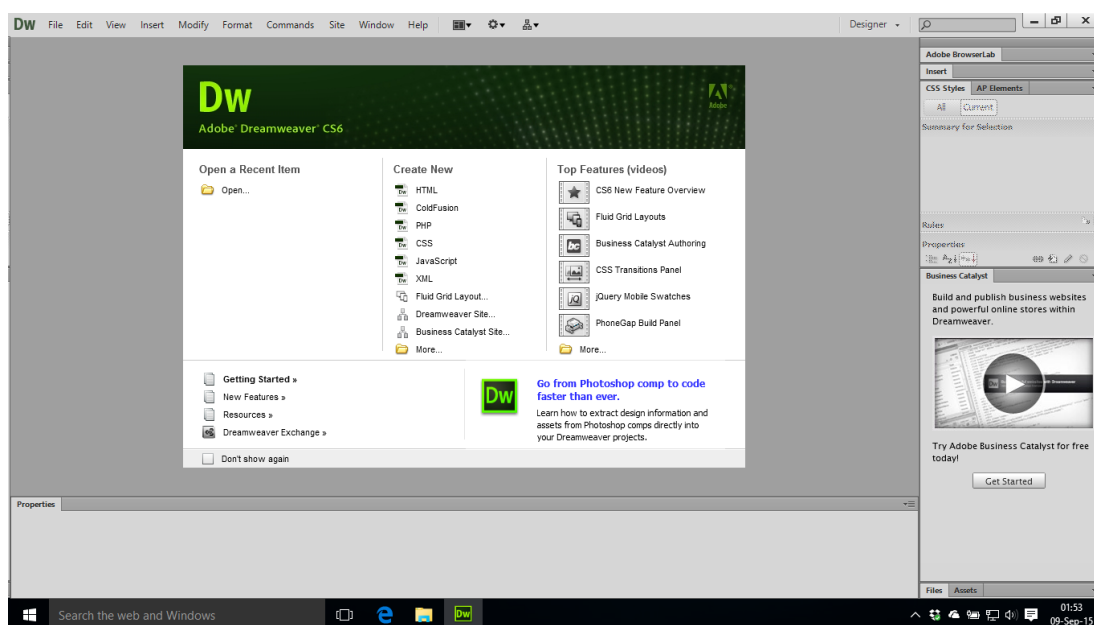 DW File Edit View Insert Modify Format Commands Site Window Help Designer
Adobe BrowserLab
Insert
CSS Styles AP Elements
All Current
Summary for Selection
Rules
Properties
Business Catalyst
Build and publish business websites
and powerful online stores within
Dreamweaver.
Try Adobe Business Catalyst for free
today!
Get Started
Files Assets
Dw
Adobe
Adobe® Dreamweaver® CS6
Open a Recent Item
Open...
Create New
HTML
ColdFusion
PHP
CSS
JavaScript
XML
Fluid Grid Layout...
Dreamweaver Site...
Business Catalyst Site...
More...
Top Features (videos)
CS6 New Feature Overview
Fluid Grid Layouts
Business Catalyst Authoring
CSS Transitions Panel
jQuery Mobile Swatches
PhoneGap Build Panel
More...
Getting Started »
New Features »
Resources »
Dreamweaver Exchange »
Dw
Go from Photoshop comp to code
faster than ever.
Learn how to extract design information and
assets from Photoshop comps directly into
your Dreamweaver projects.
Don't show again
Properties
Search the web and Windows
Dw
01:53
09-Sep-15